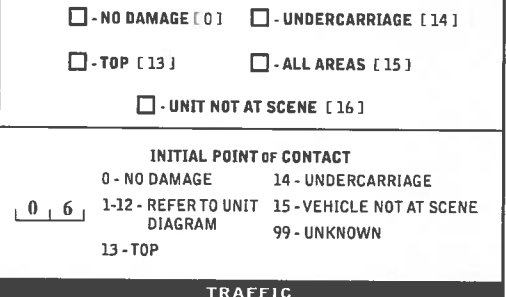 ☐ - NO DAMAGE [ 0 ] ☐ - UNDERCARRIAGE [ 14 ]
☐ - TOP [ 13 ] ☐ - ALL AREAS [ 15 ]
☐ - UNIT NOT AT SCENE [ 16 ]
INITIAL POINT OF CONTACT
0 - NO DAMAGE 14 - UNDERCARRIAGE
0 6 1-12 - REFER TO UNIT 15 - VEHICLE NOT AT SCENE
DIAGRAM 99 - UNKNOWN
13 - TOP
TRAFFIC